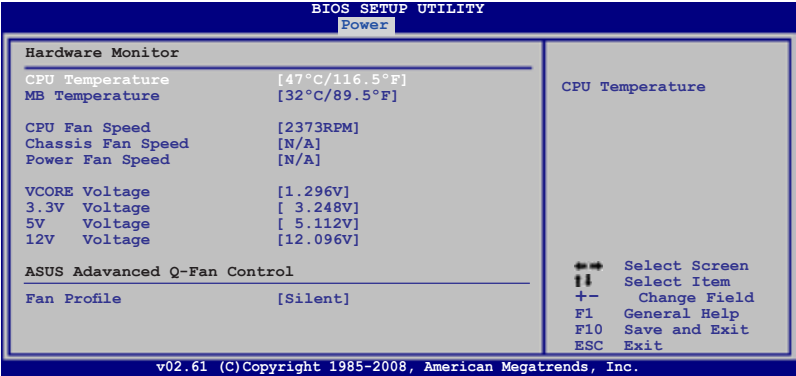 BIOS SETUP UTILITY
Power
Hardware Monitor
CPU Temperature [47°C/116.5°F]
MB Temperature [32°C/89.5°F]
CPU Fan Speed [2373RPM]
Chassis Fan Speed [N/A]
Power Fan Speed [N/A]
VCORE Voltage [1.296V]
3.3V Voltage [ 3.248V]
5V Voltage [ 5.112V]
12V Voltage [12.096V]
ASUS Adavanced Q-Fan Control
Fan Profile [Silent]
CPU Temperature
←→ Select Screen
↑↓ Select Item
+- Change Field
F1 General Help
F10 Save and Exit
ESC Exit
v02.61 (C)Copyright 1985-2008, American Megatrends, Inc.